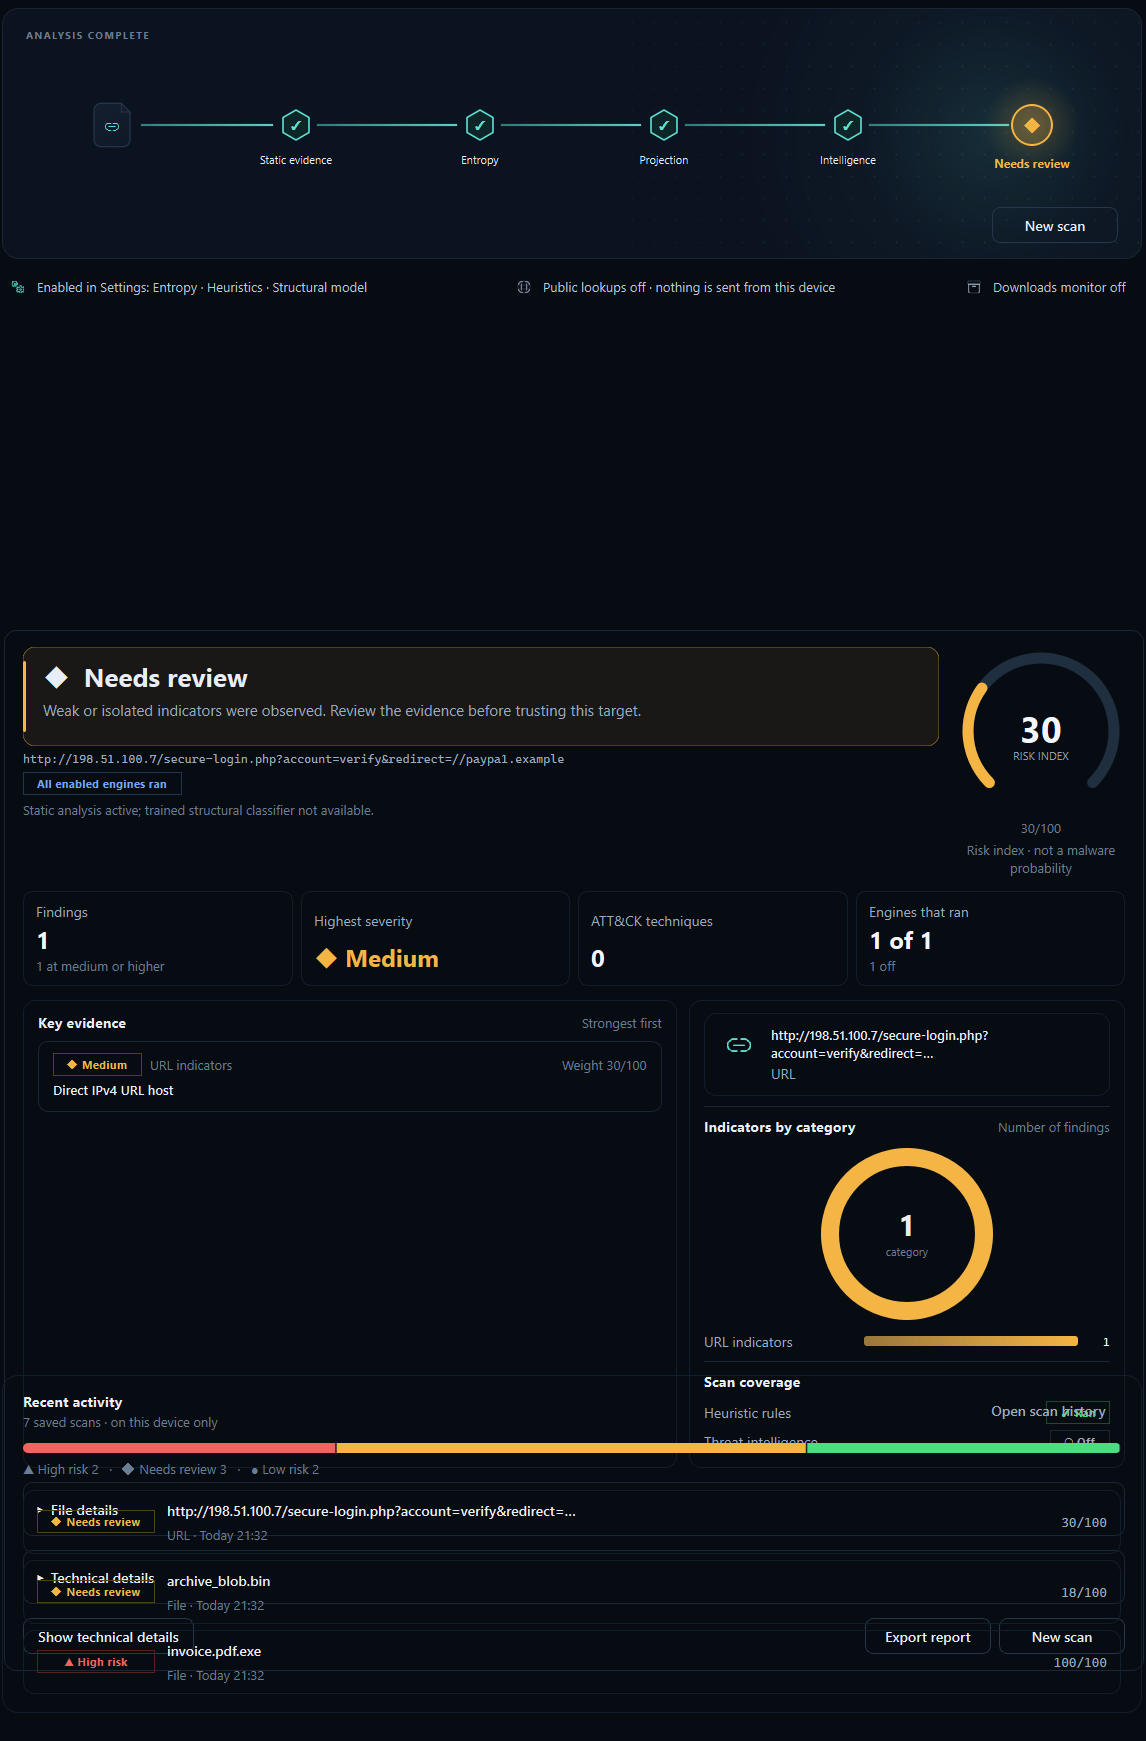 ANALYSIS COMPLETE
Static evidence
Entropy
Projection
Intelligence
Needs review
New scan
Enabled in Settings: Entropy · Heuristics · Structural model
Public lookups off · nothing is sent from this device
Downloads monitor off
Needs review
Weak or isolated indicators were observed. Review the evidence before trusting this target.
http://198.51.100.7/secure-login.php?account=verify&redirect=//paypal.example
All enabled engines ran
Static analysis active; trained structural classifier not available.
30
RISK INDEX
30/100
Risk index · not a malware
probability
Findings
1
1 at medium or higher
Highest severity
Medium
ATT&CK techniques
0
Engines that ran
1 of 1
1 off
Key evidence
Strongest first
Medium
URL indicators
Weight 30/100
Direct IPv4 URL host
http://198.51.100.7/secure-login.php?
account=verify&redirect=...
URL
Indicators by category
Number of findings
1
category
URL indicators
1
Scan coverage
Heuristic rules
Ran
Threat intelligence
Off
Recent activity
7 saved scans · on this device only
Open scan history
High risk 2 · Needs review 3 · Low risk 2
File details
Needs review
http://198.51.100.7/secure-login.php?account=verify&redirect=...
URL · Today 21:32
30/100
Technical details
Needs review
archive_blob.bin
File · Today 21:32
18/100
Show technical details
Export report
New scan
High risk
invoice.pdf.exe
File · Today 21:32
100/100